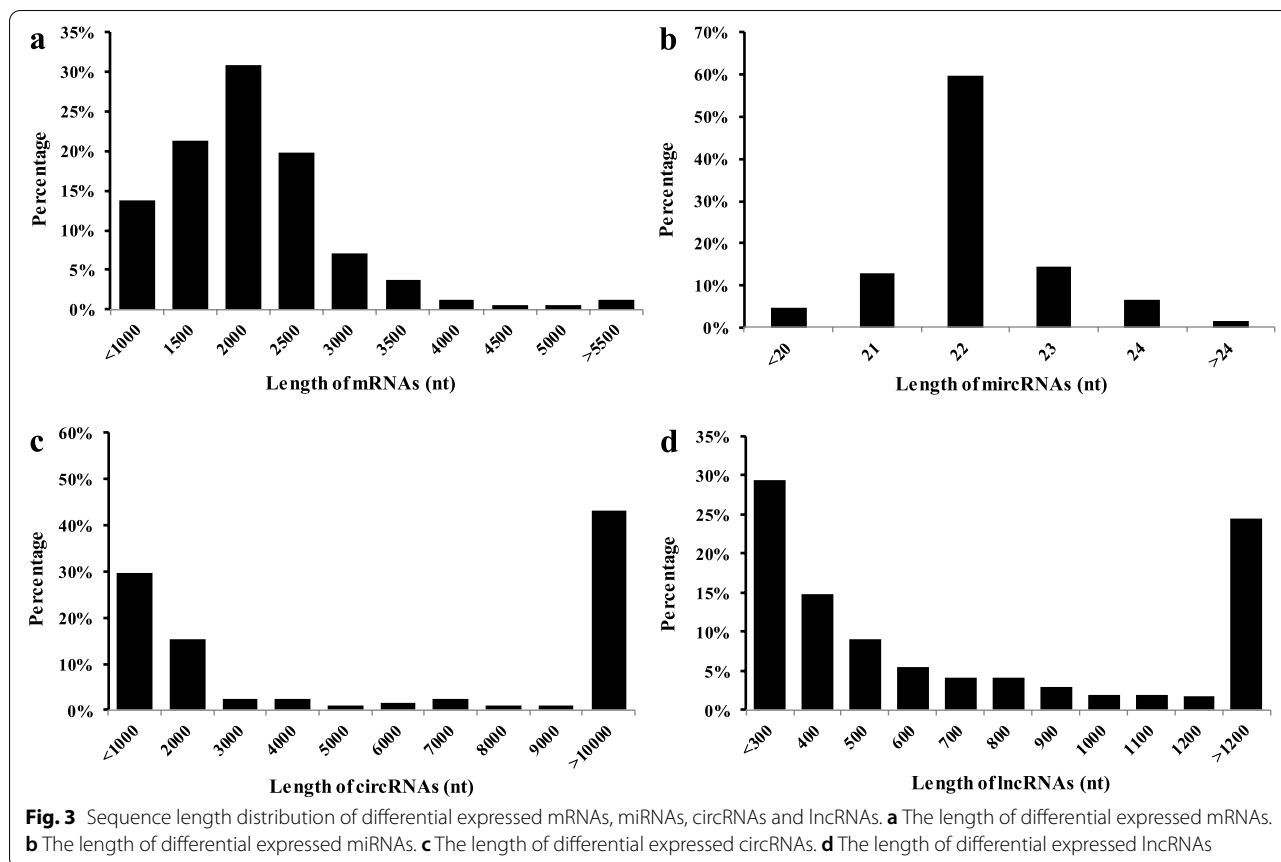 a
35%
30%
25%
20%
15%
10%
5%
0%
Percentage
<1000 1500 2000 2500 3000 3500 4000 4500 5000 >5500
Length of mRNAs (nt)
b
70%
60%
50%
40%
30%
20%
10%
0%
Percentage
<20 21 22 23 24 >24
Length of mircRNAs (nt)
c
60%
50%
40%
30%
20%
10%
0%
Percentage
<1000 2000 3000 4000 5000 6000 7000 8000 9000 >10000
Length of circRNAs (nt)
d
35%
30%
25%
20%
15%
10%
5%
0%
Percentage
<300 400 500 600 700 800 900 1000 1100 1200 >1200
Length of lncRNAs (nt)
Fig. 3 Sequence length distribution of differential expressed mRNAs, miRNAs, circRNAs and lncRNAs. a The length of differential expressed mRNAs.
b The length of differential expressed miRNAs. c The length of differential expressed circRNAs. d The length of differential expressed lncRNAs